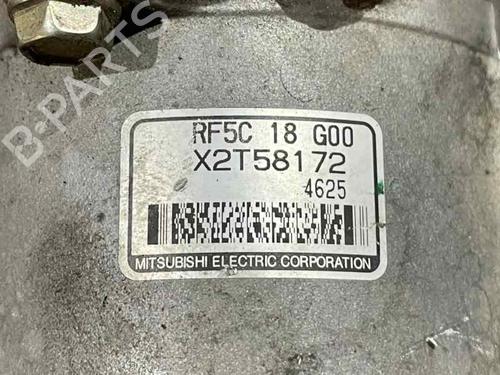 RF5C 18 G00
X2T58172
4625
MITSUBISHI ELECTRIC CORPORATION
B-PARTS